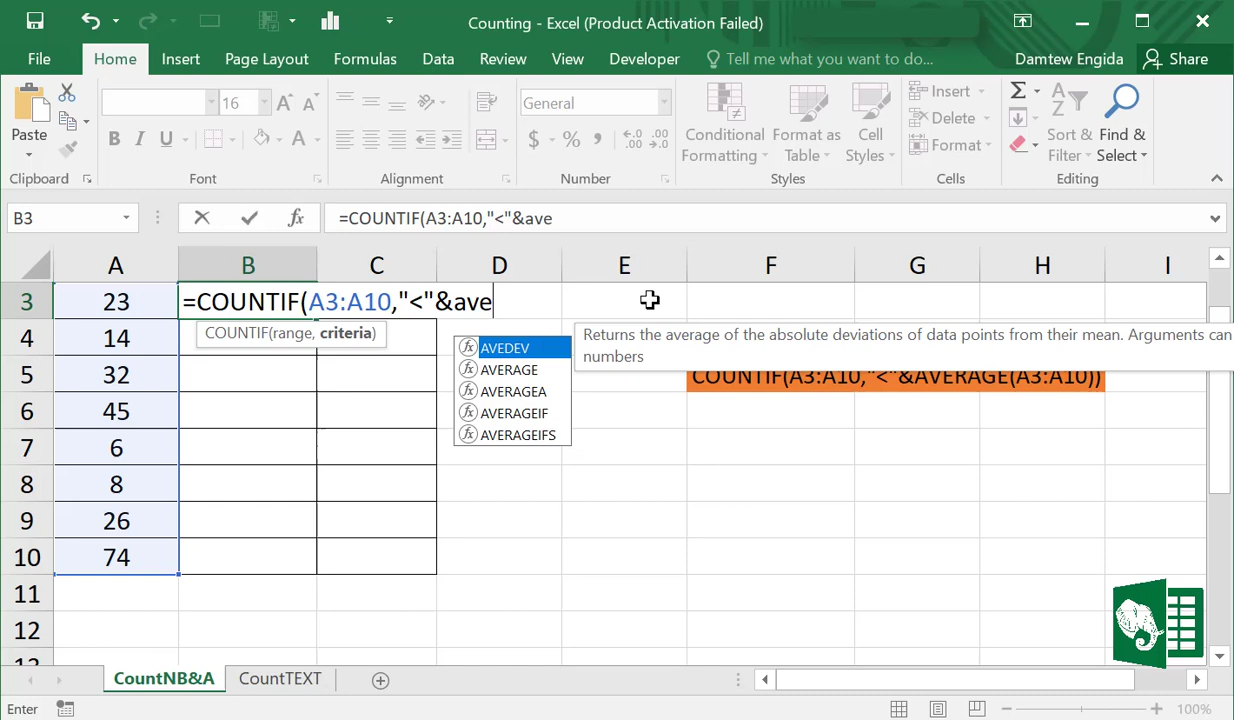 Counting - Excel (Product Activation Failed)
File Home Insert Page Layout Formulas Data Review View Developer Tell me what you want to do... Damtew Engida Share
Paste
16
B I U A
General
$ % ,
Conditional Formatting
Format as Table
Cell Styles
Insert
Delete
Format
Sort & Filter
Find & Select
Clipboard Font Alignment Number Styles Cells Editing
B3 fx =COUNTIF(A3:A10,"<"&ave
A B C D E F G H I
3 23 =COUNTIF(A3:A10,"<"&ave
COUNTIF(range, criteria)
Returns the average of the absolute deviations of data points from their mean. Arguments can
numbers
4 14
AVEDEV
AVERAGE
AVERAGEA
AVERAGEIF
AVERAGEIFS
5 32 COUNTIF(A3:A10,"<"&AVERAGE(A3:A10))
6 45
7 6
8 8
9 26
10 74
11
12
13
CountNB&A CountTEXT
Enter 100%